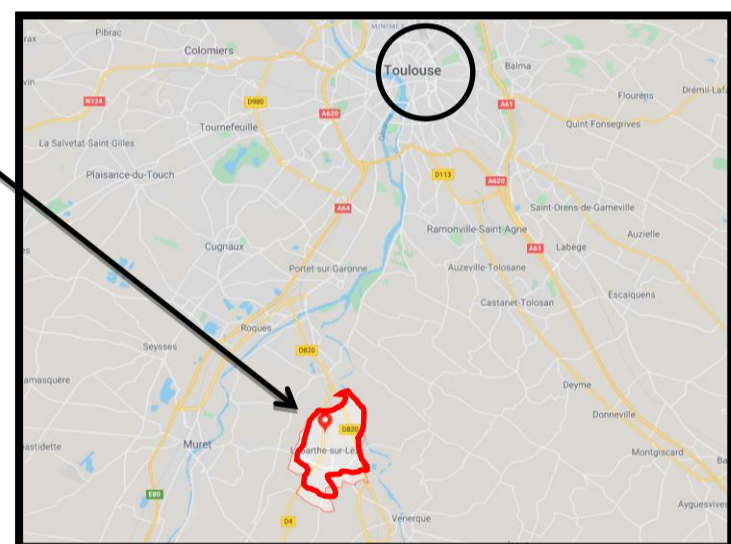 MINIMES
Pibrac
Colomiers
Toulouse
Balma
N124
D980
A620
A61
Flourens
Tournefeuille
Quint-Fonsegrives
La Salvetat-Saint-Gilles
Plaisance-du-Touch
D113
A620
A64
Saint-Orens-de-Gameville
Ramonville-Saint-Agne
Auzielle
Cugnaux
A61
Labège
Portet-sur-Garonne
Auzeville-Tolosane
Escalquens
Castanet-Tolosan
Roques
Seysses
D820
amasquère
Deyme
Donneville
D820
Muret
bastidette
Montgiscard
E80
Ayguesvives
D4
Venerque